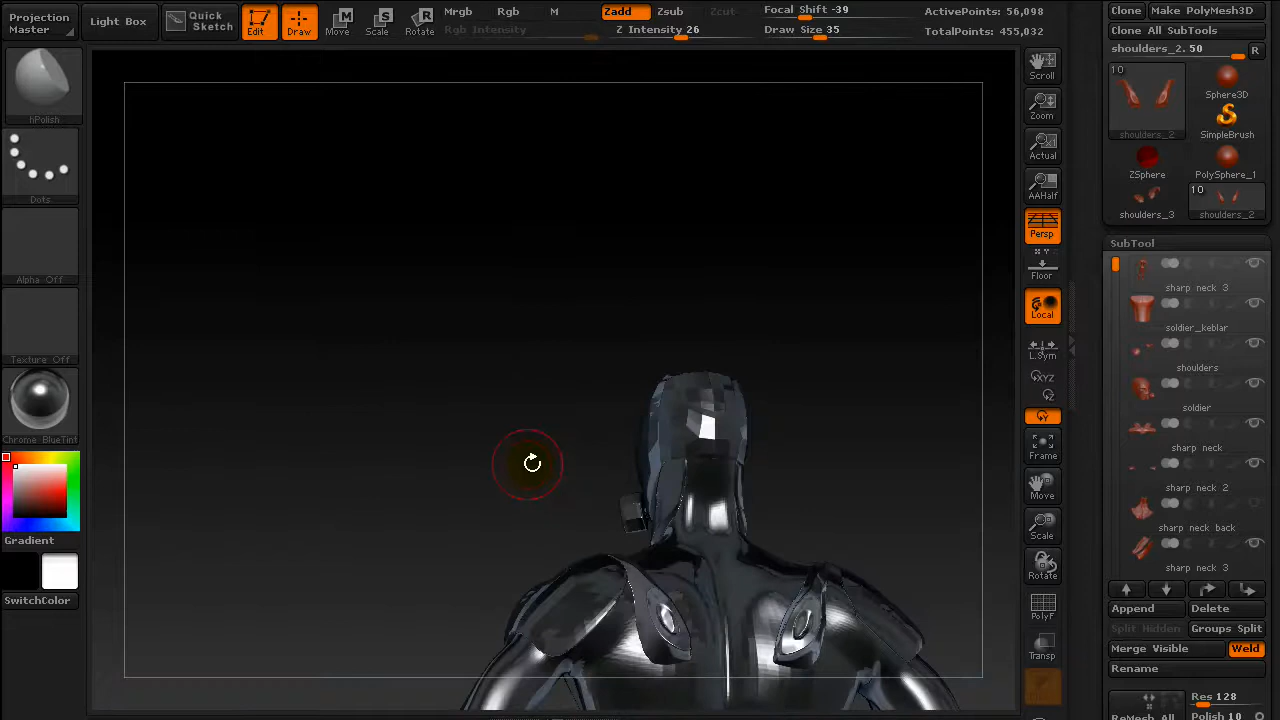 Projection
Master
Light Box
Quick
Sketch
Edit
Draw
Move
Scale
Rotate
Mrgb
Rgb
M
Rgb Intensity
Zadd
Zsub
Zcut
Z Intensity 26
Focal Shift -39
Draw Size 35
ActivePoints: 56,098
TotalPoints: 455,032
hPolish
Dots
Alpha Off
Texture Off
Chrome BlueTint
Gradient
SwitchColor
Scroll
Zoom
Actual
AAHalf
Persp
Floor
Local
L.Sym
XYZ
Z
Y
Frame
Move
Scale
Rotate
PolyF
Transp
Clone
Make PolyMesh3D
Clone All SubTools
shoulders_2. 50
R
10
shoulders_2
Sphere3D
SimpleBrush
ZSphere
PolySphere_1
shoulders_3
10
shoulders_2
SubTool
sharp neck 3
soldier_keblar
shoulders
soldier
sharp neck
sharp neck 2
sharp neck back
sharp neck 3
Append
Delete
Split Hidden
Groups Split
Merge Visible
Weld
Rename
ReMesh All
Res 128
Polish 10